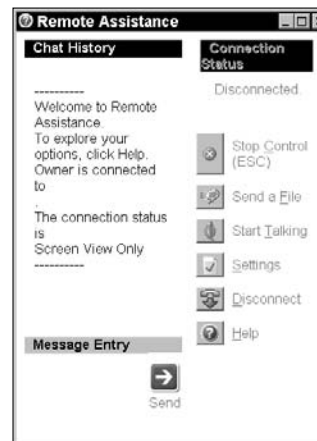 Remote Assistance
Chat History
----------
Welcome to Remote
Assistance.
To explore your
options, click Help.
Owner is connected
to
.
The connection status
is
Screen View Only
----------
Message Entry
Send
Connection
Status
Disconnected.
Stop Control
(ESC)
Send a File
Start Talking
Settings
Disconnect
Help